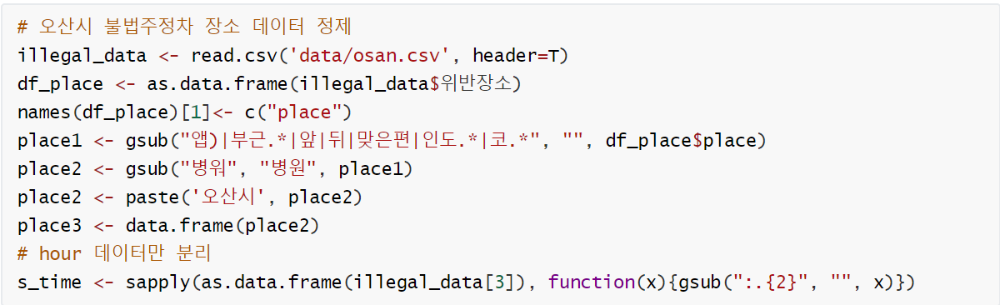 # 오산시 불법주정차 장소 데이터 정제
illegal_data <- read.csv('data/osan.csv', header=T)
df_place <- as.data.frame(illegal_data$위반장소)
names(df_place)[1]<- c("place")
place1 <- gsub("앱)|부근.*|앞|뒤|맞은편|인도.*|코.*", "", df_place$place)
place2 <- gsub("병워", "병원", place1)
place2 <- paste('오산시', place2)
place3 <- data.frame(place2)
# hour 데이터만 분리
s_time <- sapply(as.data.frame(illegal_data[3]), function(x){gsub(":.{2}", "", x)})